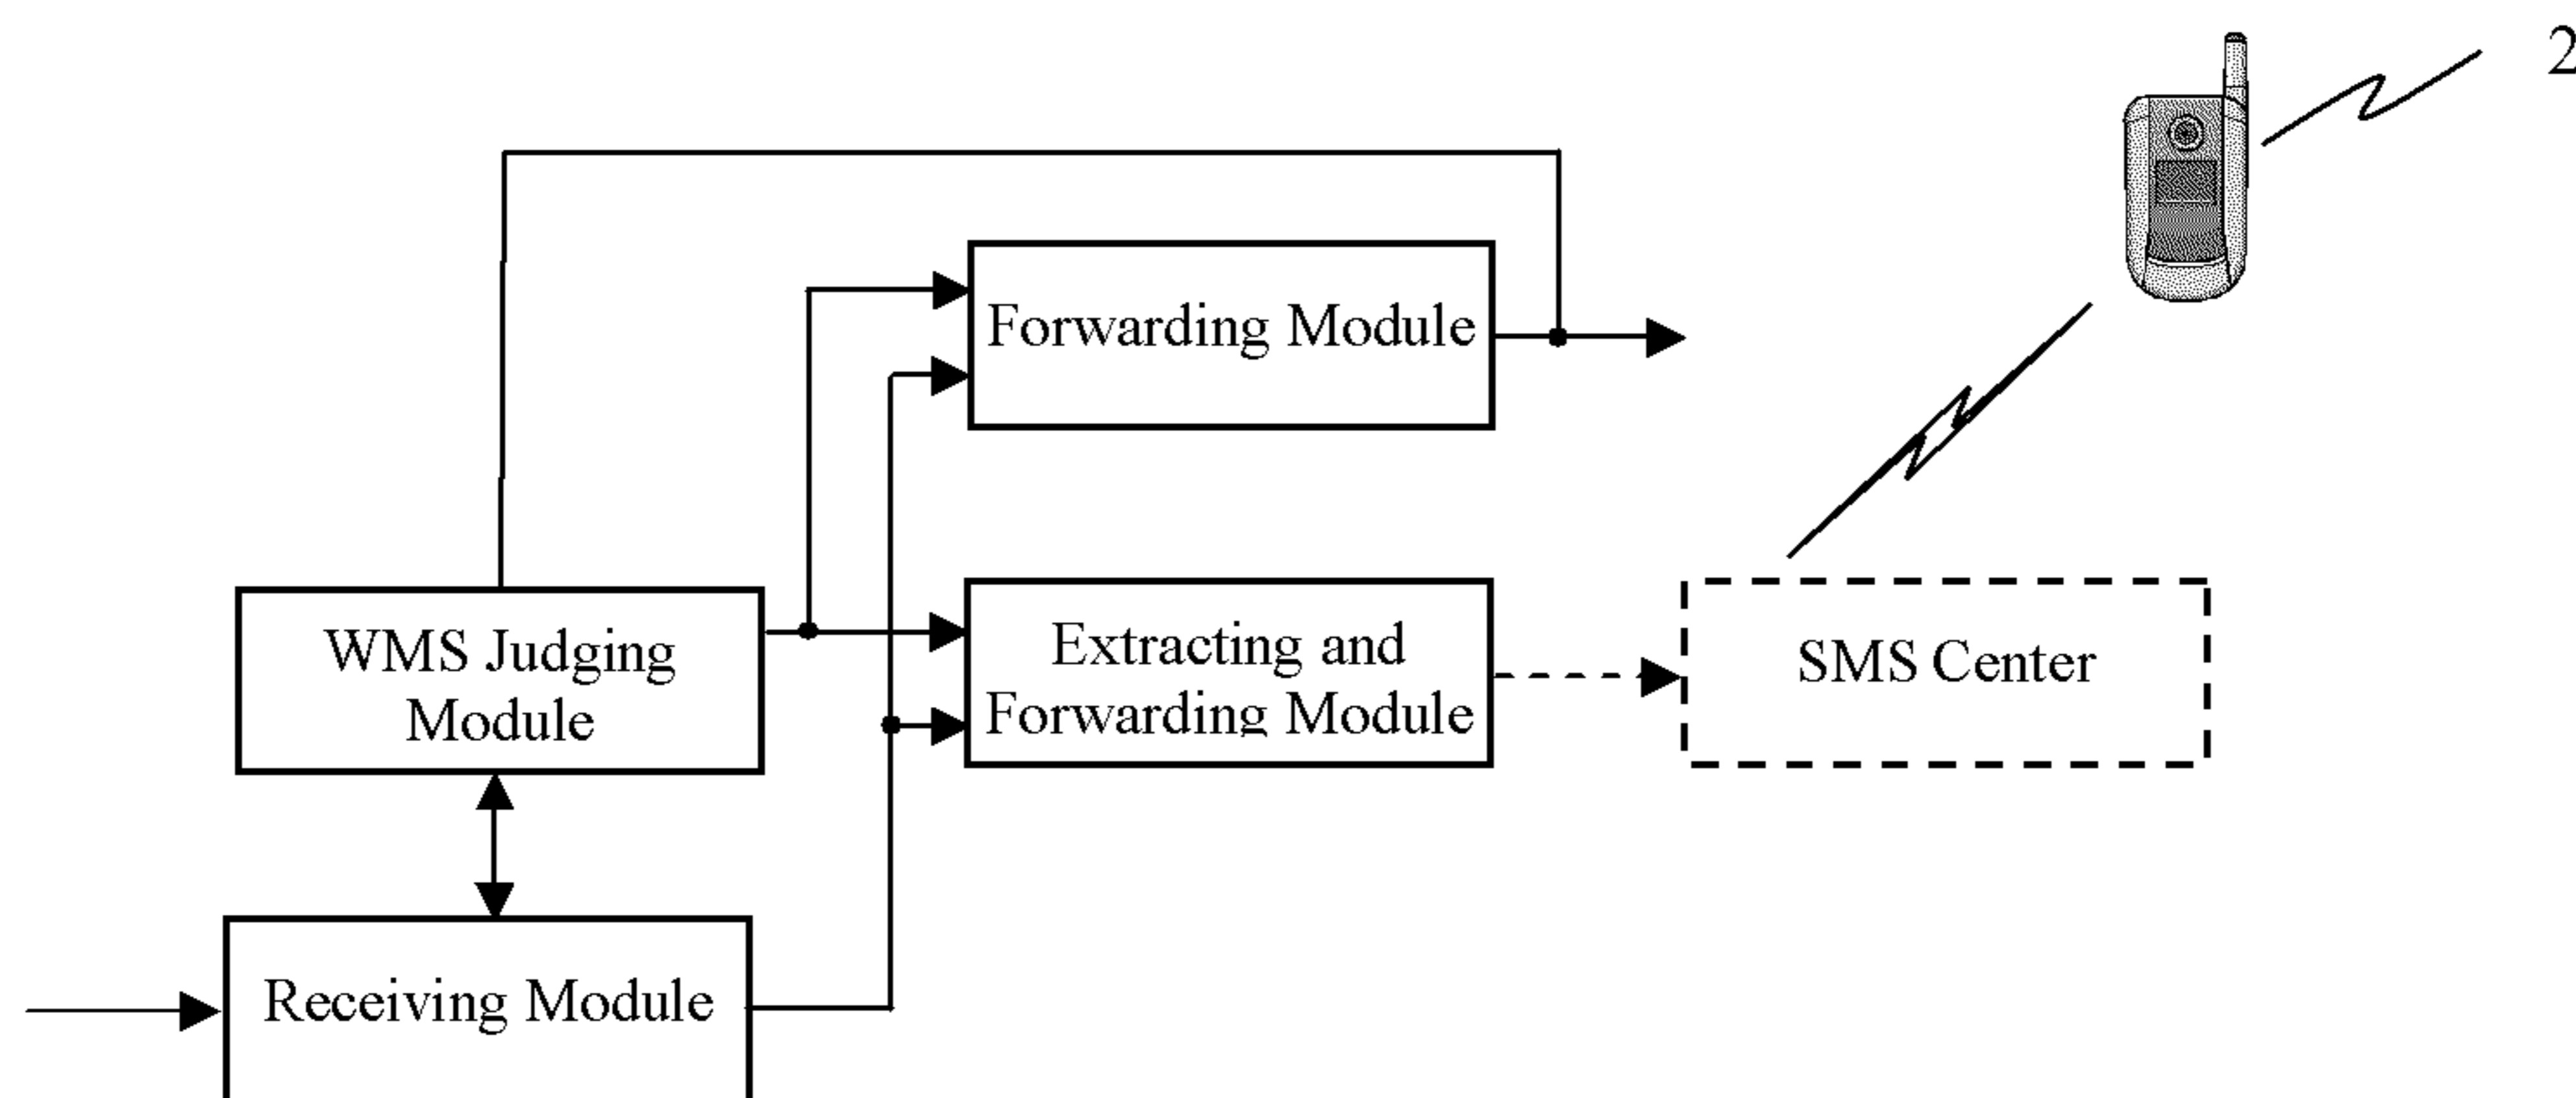 2
Forwarding Module
WMS Judging
Module
Extracting and
Forwarding Module
SMS Center
Receiving Module